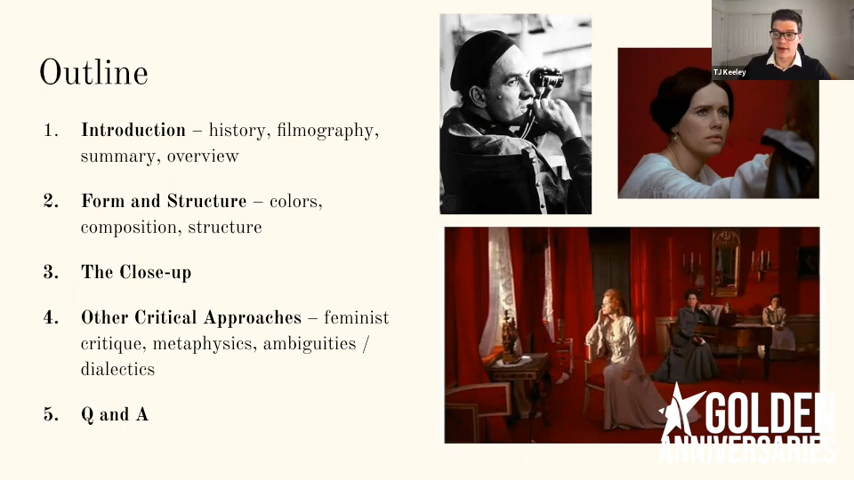 Outline
1. Introduction – history, filmography,
summary, overview
2. Form and Structure – colors,
composition, structure
3. The Close-up
4. Other Critical Approaches – feminist
critique, metaphysics, ambiguities /
dialectics
5. Q and A
TJ Keeley
GOLDEN
ANNIVERSARIES